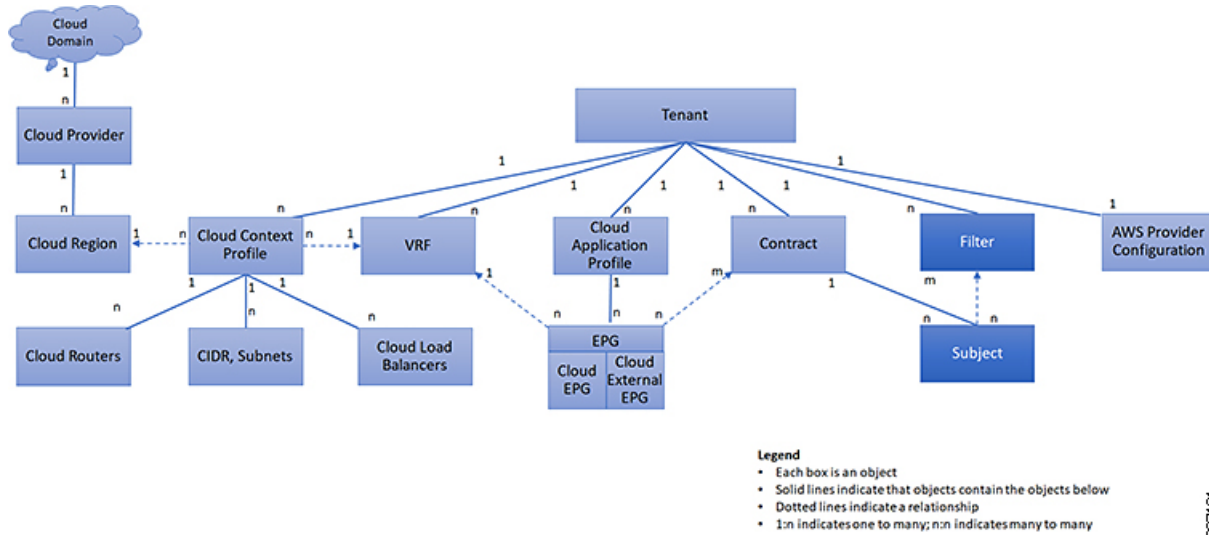 Cloud
Domain
1
n
Cloud Provider
Tenant
1
1
1
1
1
1
1
n
n
n
n
n
n
1
Cloud Region
1
n
Cloud Context
Profile
n
1
VRF
Cloud
Application
Profile
Contract
Filter
AWS Provider
Configuration
1
1
1
1
1
m
1
m
n
n
n
n
n
n
n
n
Cloud Routers
CIDR, Subnets
Cloud Load
Balancers
EPG
Cloud
EPG
Cloud
External
EPG
Subject
Legend
• Each box is an object
• Solid lines indicate that objects contain the objects below
• Dotted lines indicate a relationship
• 1:n indicates one to many; n:n indicates many to many